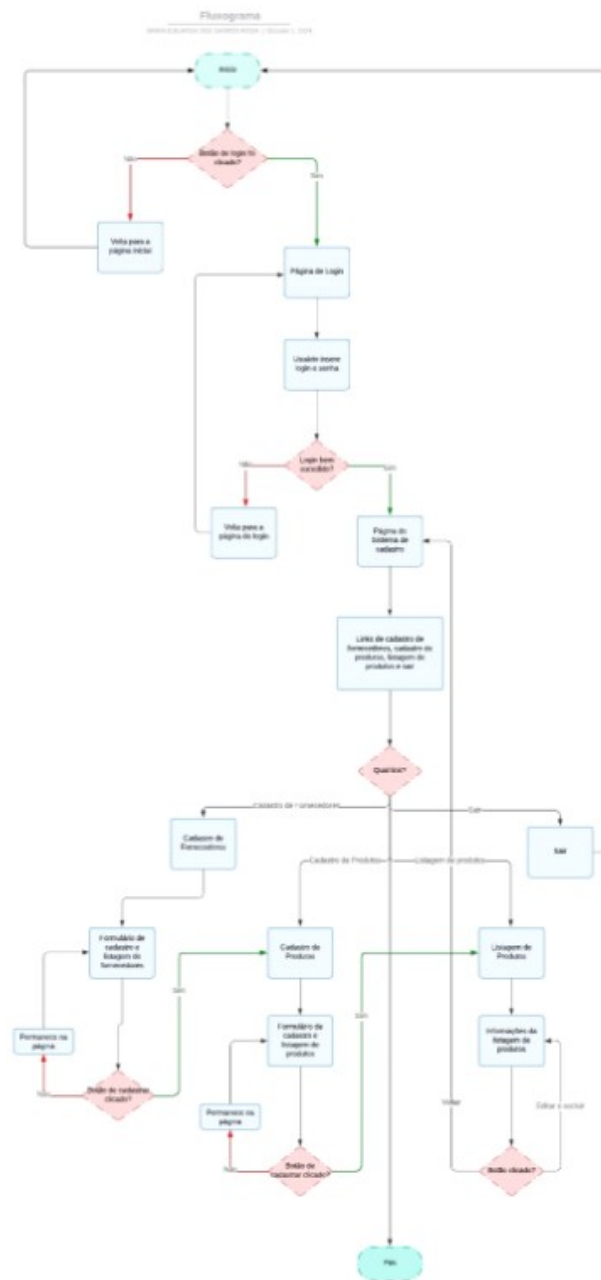 Fluxograma
Início
Botão de login foi
clicado?
Não
Sim
Volta para a
página inicial
Página de Login
Usuário insere
login e senha
Login bem
sucedido?
Não
Sim
Volta para a
página de login
Página do
sistema de
cadastro
Links de cadastro de
fornecedores, cadastro de
produtos, listagem de
produtos e sair
Qual link?
Cadastro de Fornecedores
Sair
Cadastro de
Fornecedores
Sair
Cadastro de Produtos
Listagem de produtos
Formulário de
cadastro e
listagem de
fornecedores
Cadastro de
Produtos
Listagem de
Produtos
Sim
Sim
Permanece na
página
Formulário de
cadastro e
listagem de
produtos
Informações da
listagem de
produtos
Não
Botão de cadastrar
clicado?
Permanece na
página
Voltar
Editar e excluir
Não
Botão de
cadastrar clicado?
Botão clicado?
Fim